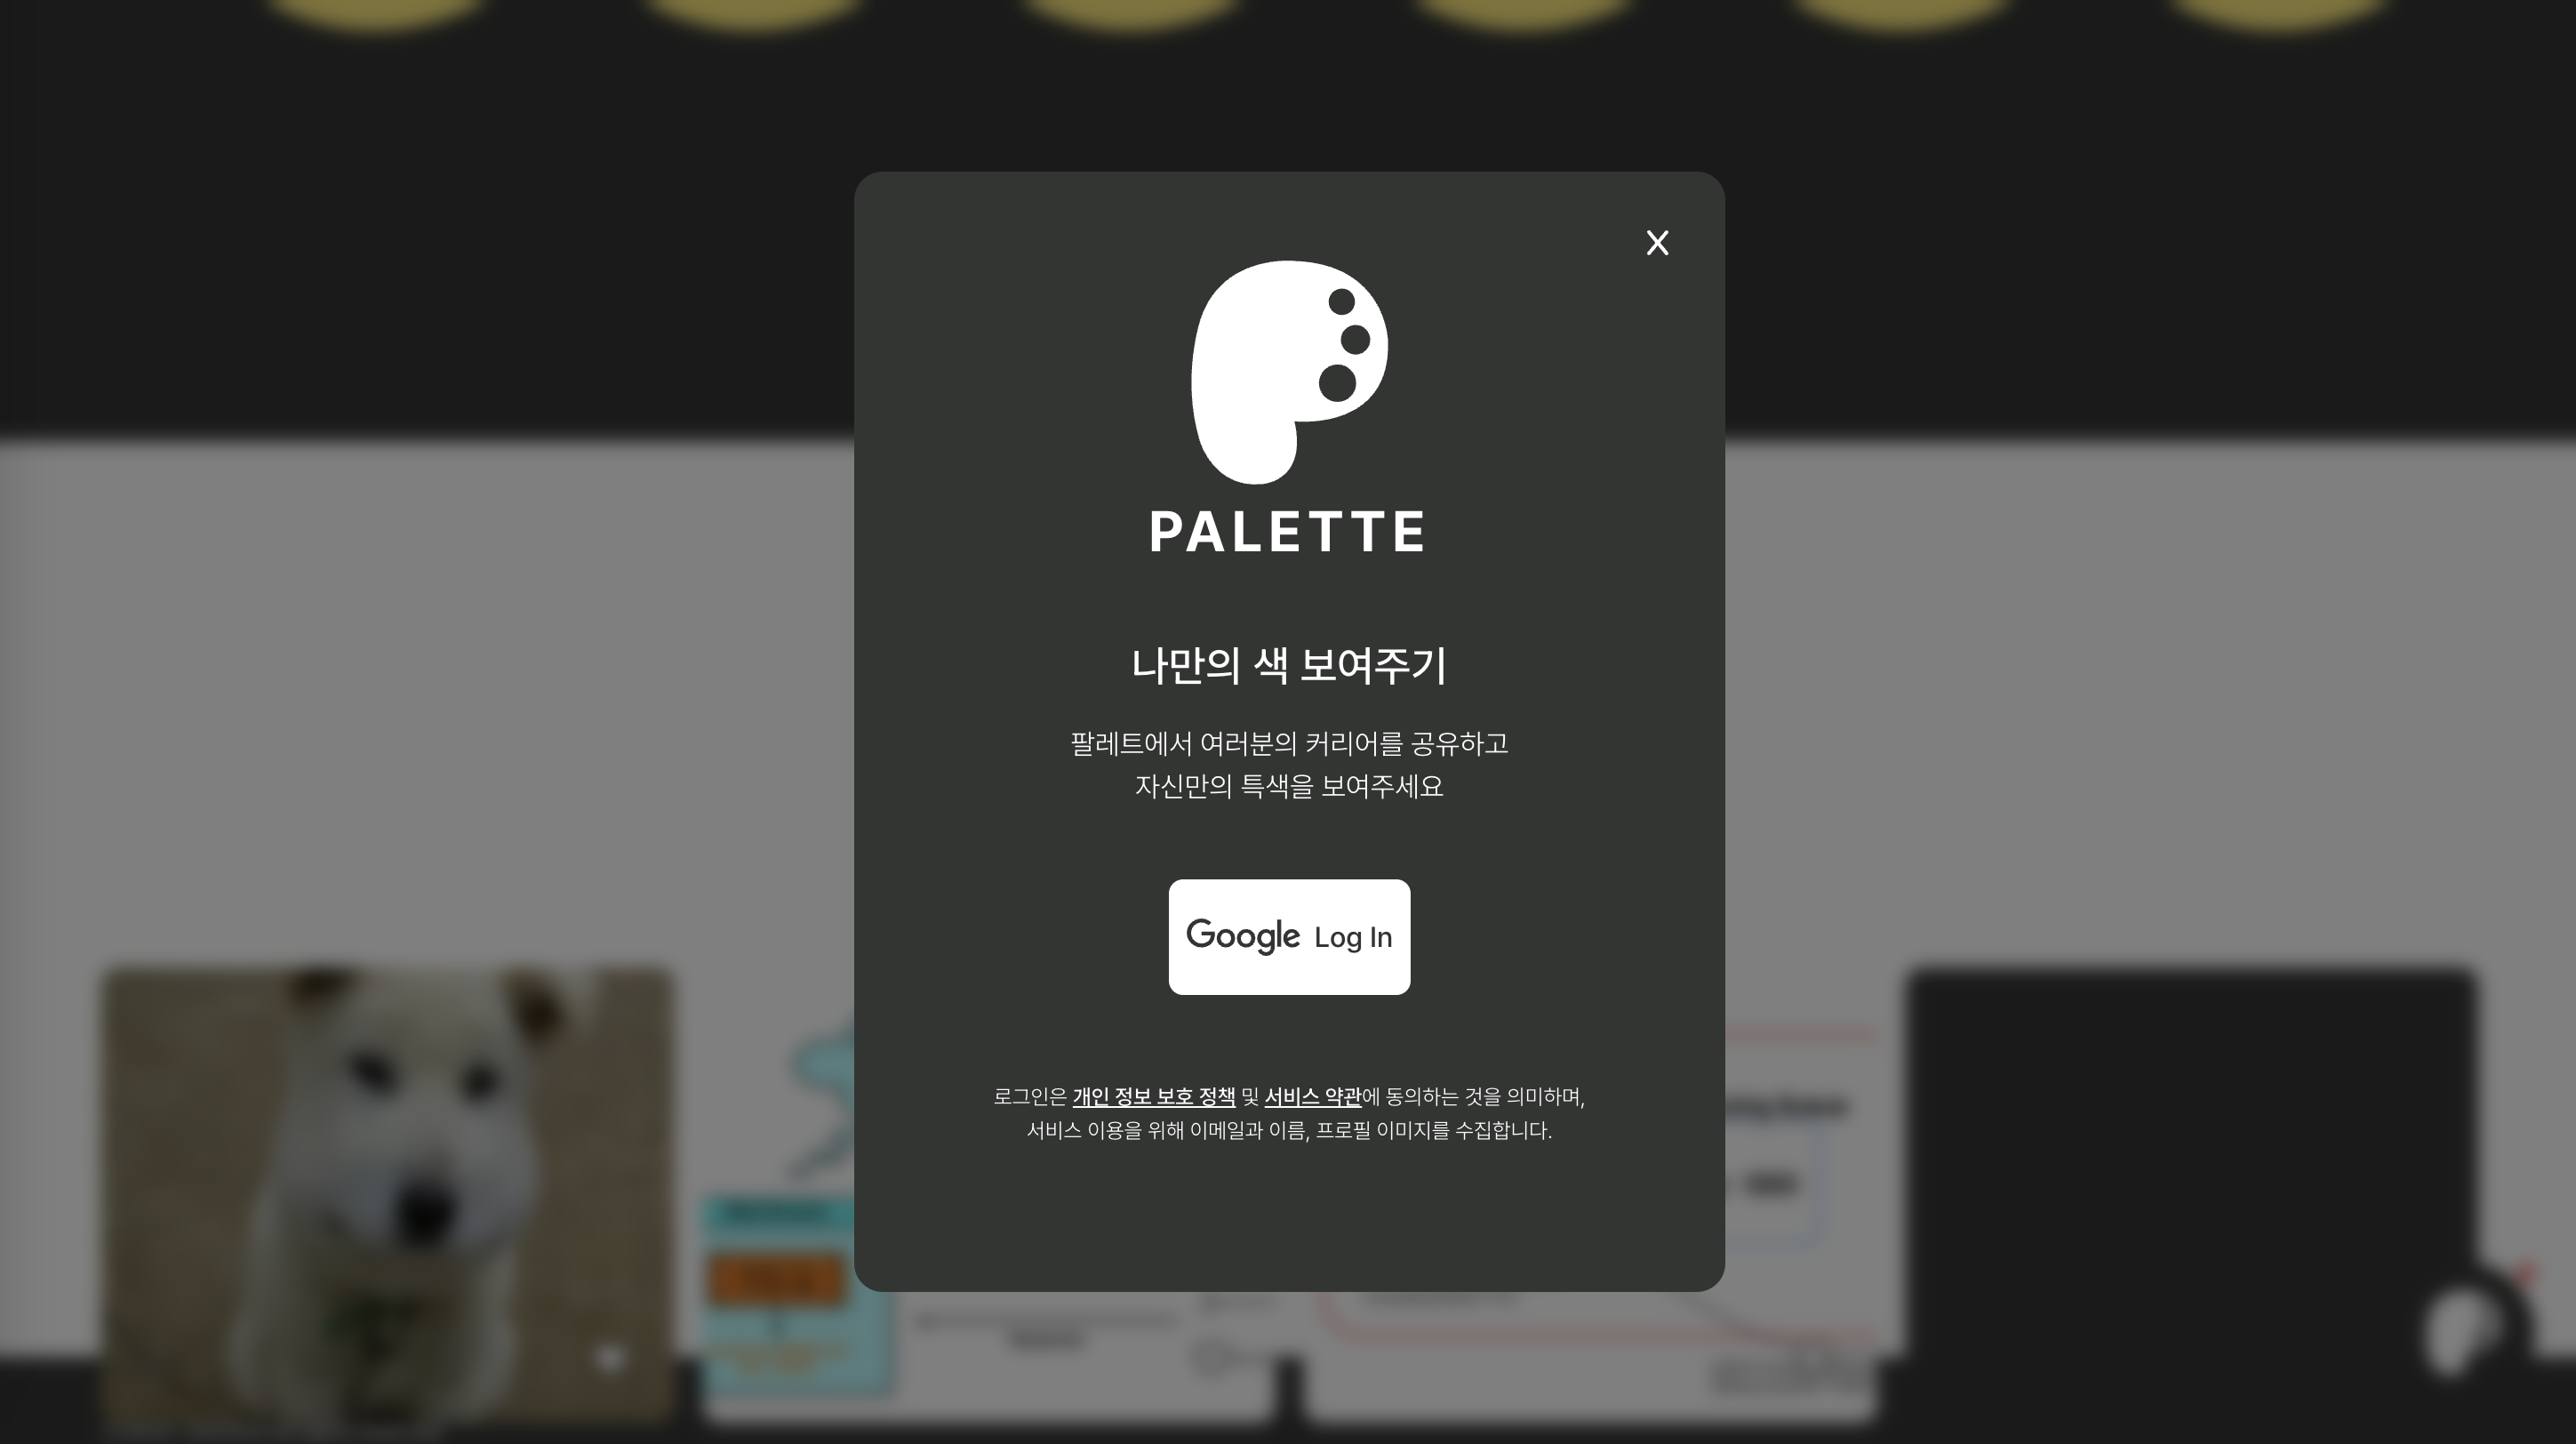 X
PALETTE
나만의 색 보여주기
팔레트에서 여러분의 커리어를 공유하고
자신만의 특색을 보여주세요
Google Log In
로그인은 개인 정보 보호 정책 및 서비스 약관에 동의하는 것을 의미하며,
서비스 이용을 위해 이메일과 이름, 프로필 이미지를 수집합니다.